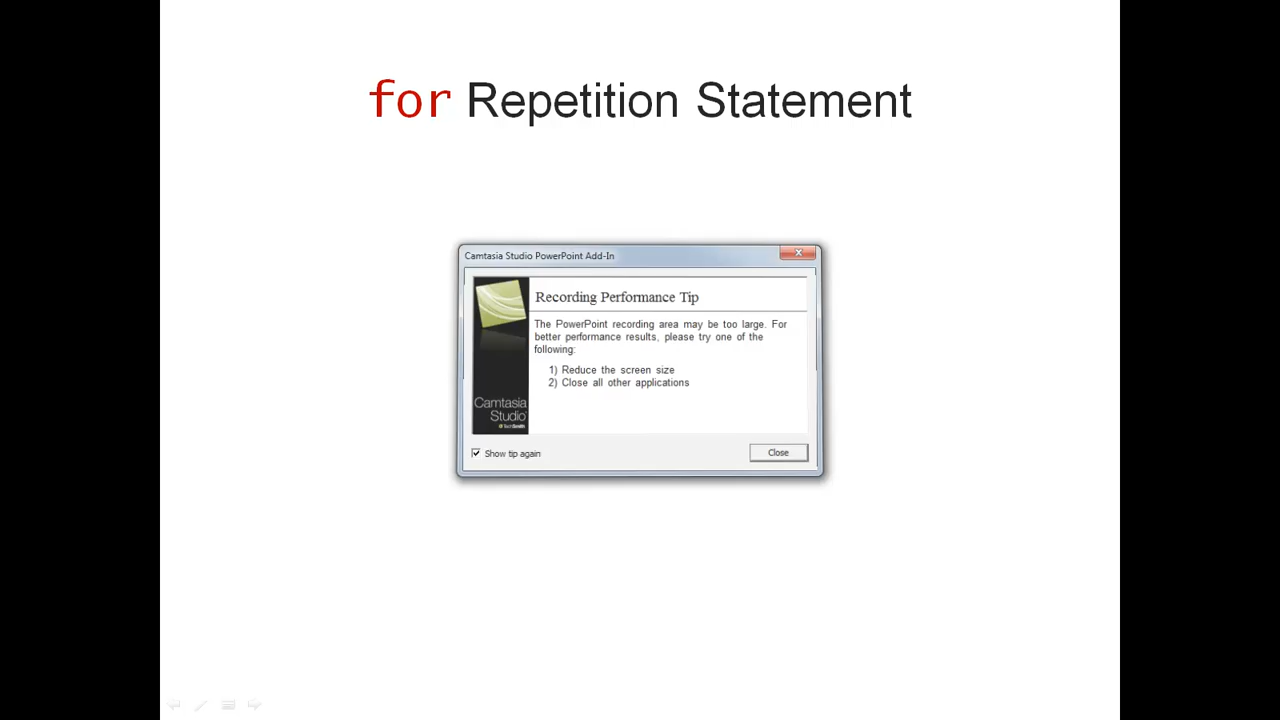 for Repetition Statement
Camtasia Studio PowerPoint Add-In
Recording Performance Tip
The PowerPoint recording area may be too large. For
better performance results, please try one of the
following:
1) Reduce the screen size
2) Close all other applications
Camtasia
Studio
TechSmith
Show tip again
Close